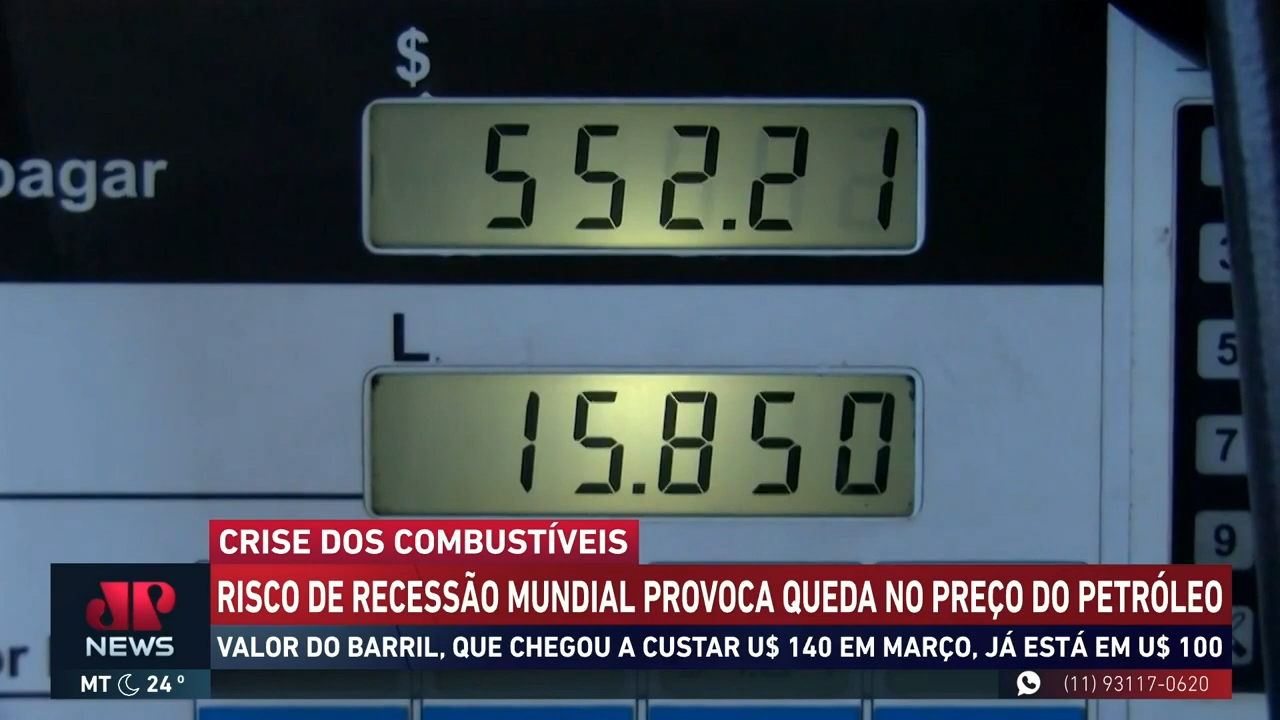 $
pagar
552.21
L.
15.850
3
5
7
9
CRISE DOS COMBUSTÍVEIS
RISCO DE RECESSÃO MUNDIAL PROVOCA QUEDA NO PREÇO DO PETRÓLEO
JP
NEWS
VALOR DO BARRIL, QUE CHEGOU A CUSTAR U$ 140 EM MARÇO, JÁ ESTÁ EM U$ 100
MT 24°
(11) 93117-0620